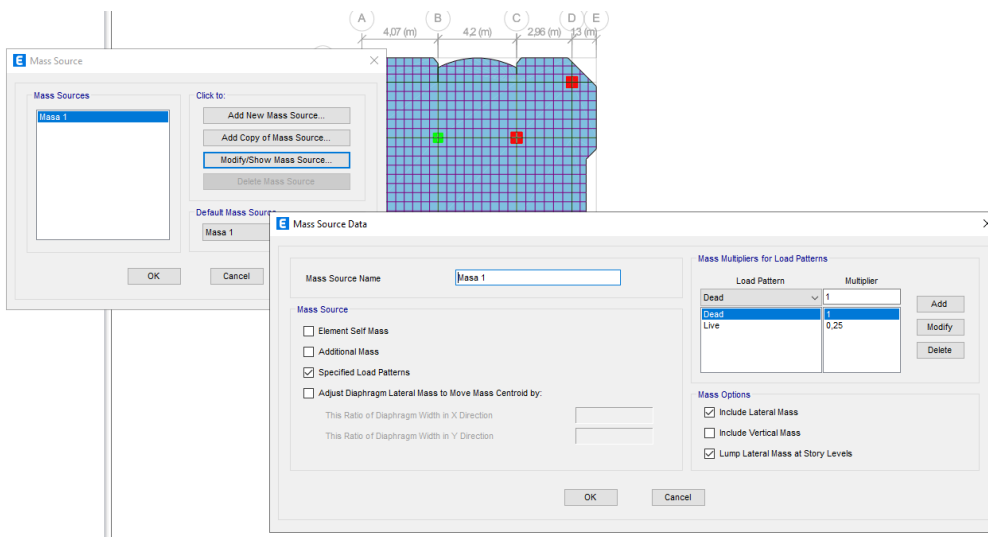 A B C D E
4,07 (m) 4,2 (m) 2,96 (m) ,13 (m)
E Mass Source
Mass Sources
Masa 1
Click to:
Add New Mass Source...
Add Copy of Mass Source...
Modify/Show Mass Source...
Delete Mass Source
Default Mass Source
Masa 1
OK Cancel
E Mass Source Data
Mass Source Name Masa 1
Mass Source
Element Self Mass
Additional Mass
Specified Load Patterns
Adjust Diaphragm Lateral Mass to Move Mass Centroid by:
This Ratio of Diaphragm Width in X Direction
This Ratio of Diaphragm Width in Y Direction
Mass Multipliers for Load Patterns
Load Pattern Multiplier
Dead 1
Dead 1
Live 0,25
Add
Modify
Delete
Mass Options
Include Lateral Mass
Include Vertical Mass
Lump Lateral Mass at Story Levels
OK Cancel